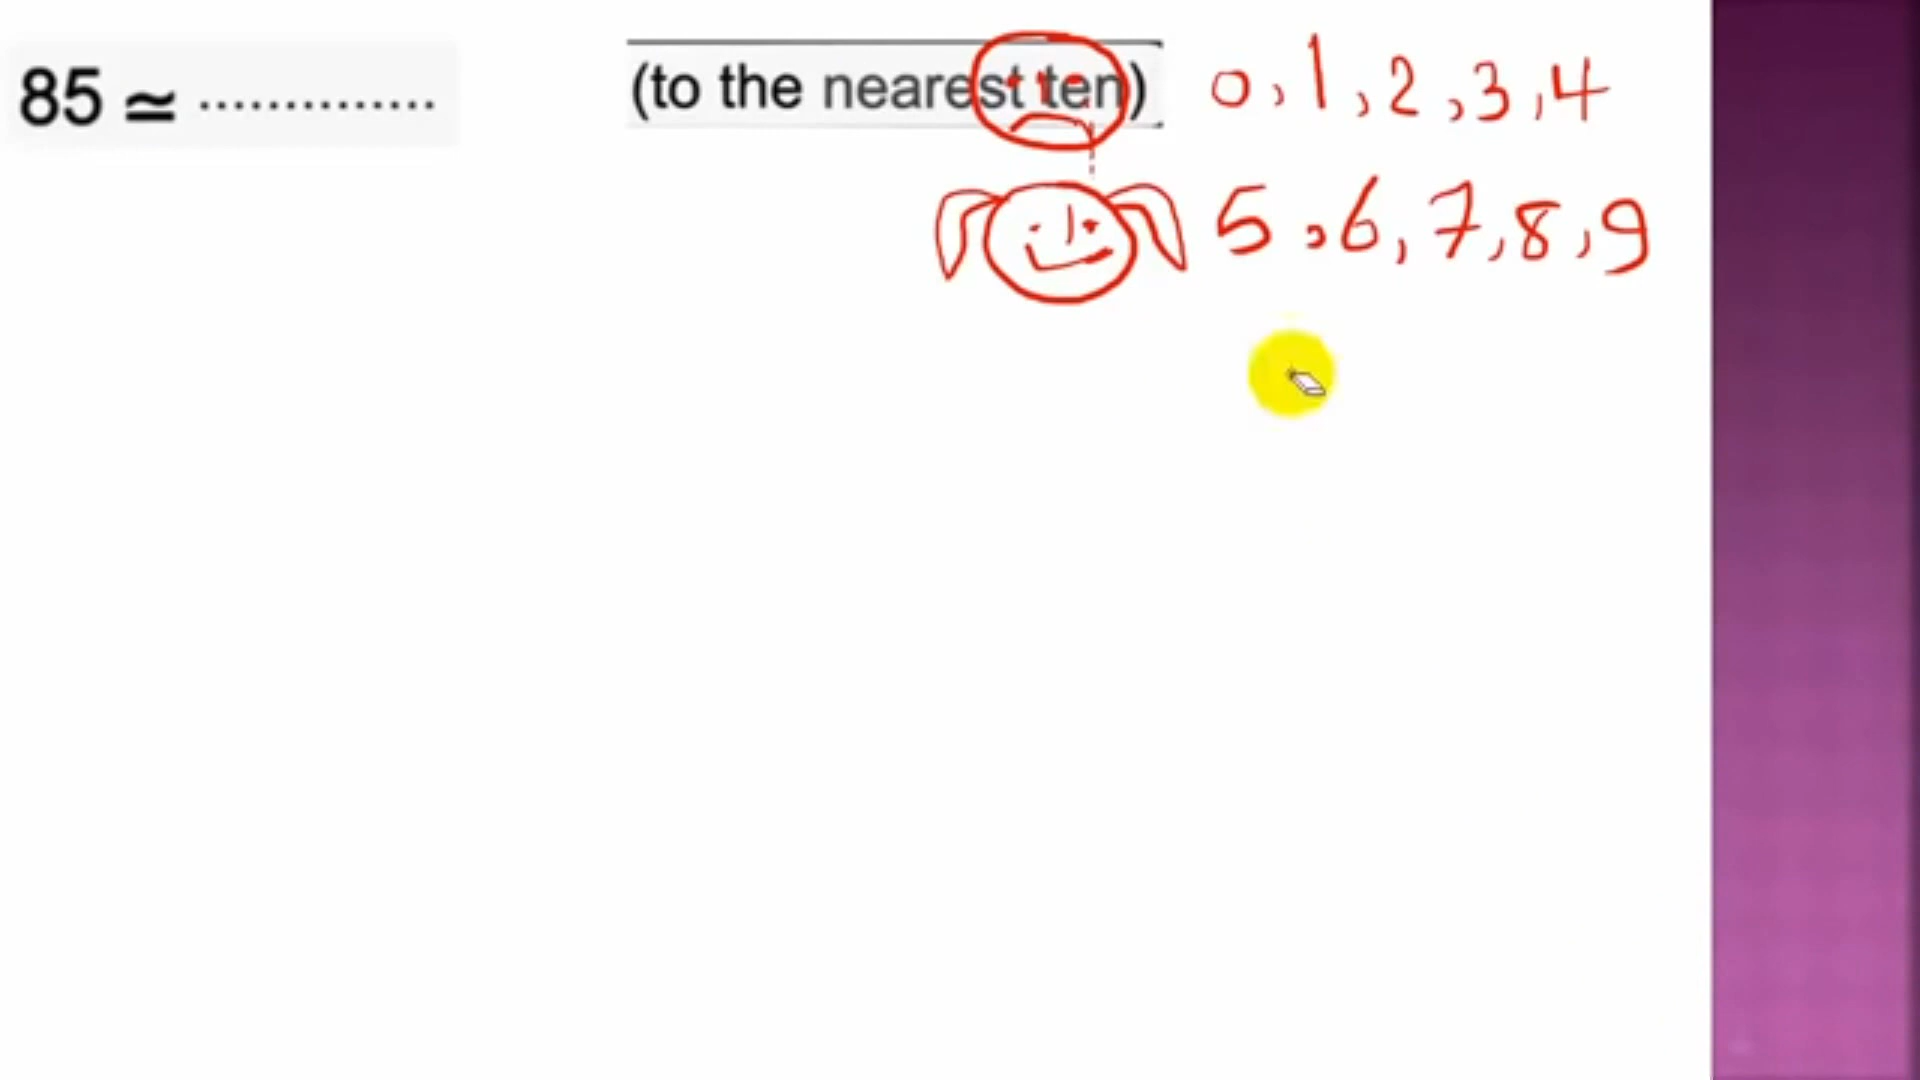 85 ≃ .............. (to the nearest ten) 0,1,2,3,4
5,6,7,8,9